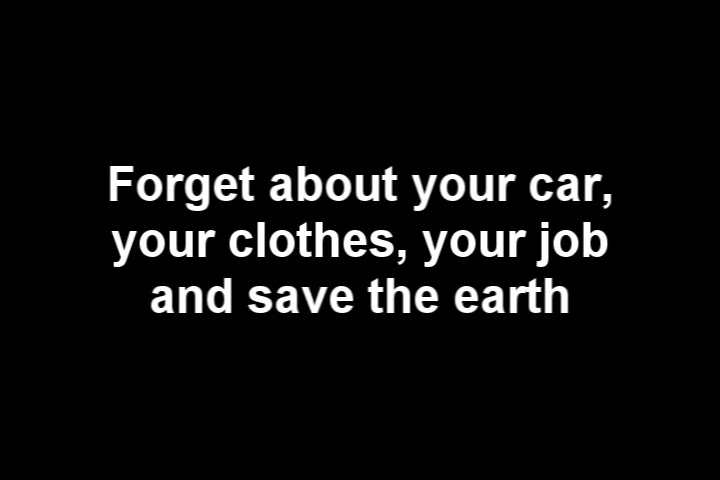 Forget about your car,
your clothes, your job
and save the earth